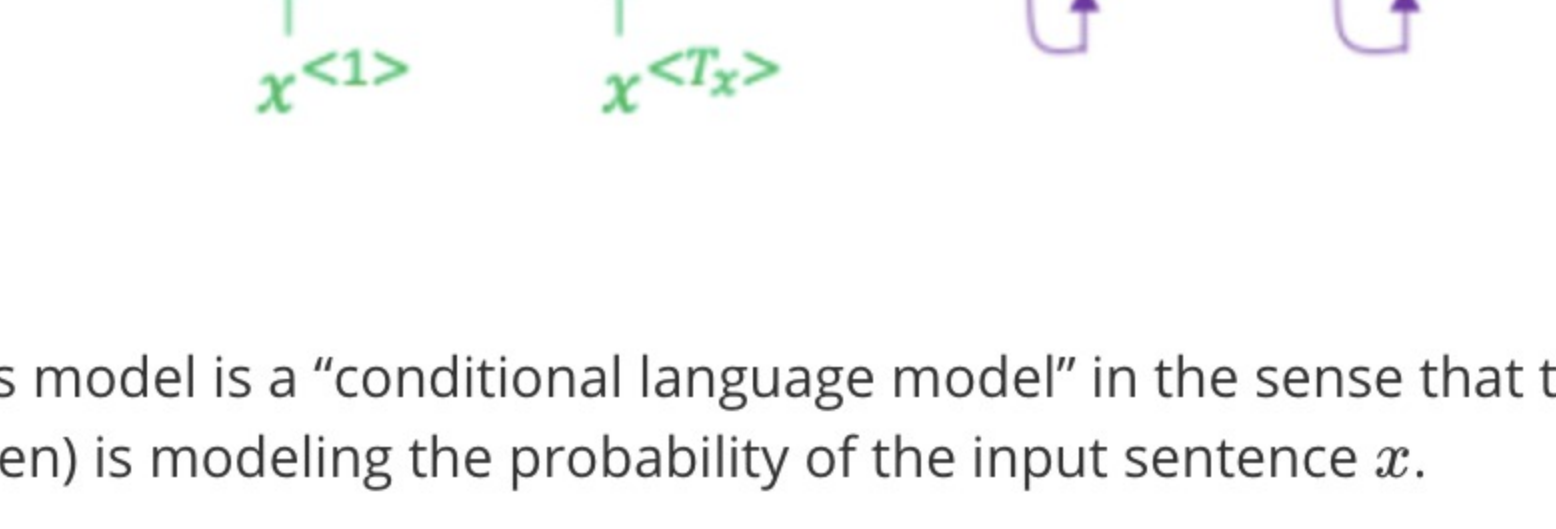 x<1> x<Tx>
s model is a “conditional language model” in the sense that t
en) is modeling the probability of the input sentence x.